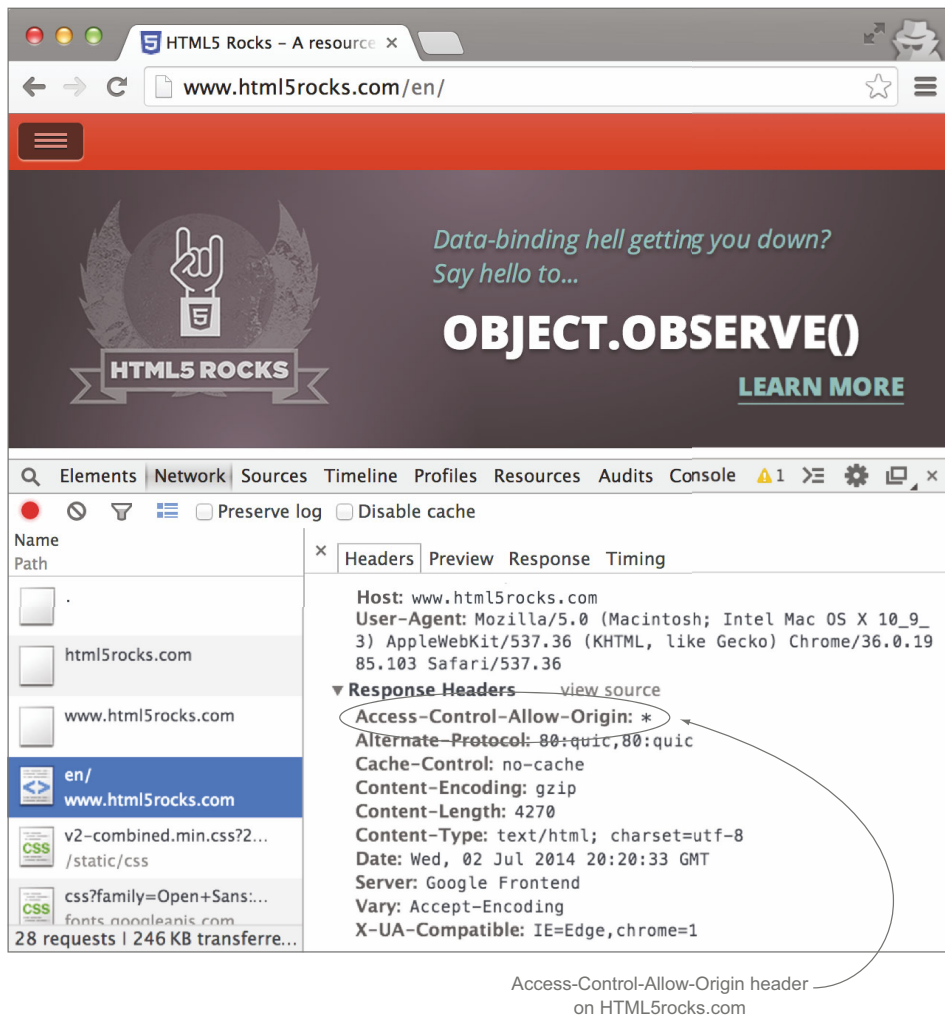 HTML5 Rocks – A resource
www.html5rocks.com/en/
Data-binding hell getting you down?
Say hello to...
OBJECT.OBSERVE()
LEARN MORE
5
HTML5 ROCKS
Elements Network Sources Timeline Profiles Resources Audits Console 1
Preserve log Disable cache
Name
Path
Headers Preview Response Timing
.
html5rocks.com
www.html5rocks.com
en/
www.html5rocks.com
CSS
v2-combined.min.css?2...
/static/css
CSS
css?family=Open+Sans:...
fonts.googleapis.com
28 requests | 246 KB transferre...
Host: www.html5rocks.com
User-Agent: Mozilla/5.0 (Macintosh; Intel Mac OS X 10_9_
3) AppleWebKit/537.36 (KHTML, like Gecko) Chrome/36.0.19
85.103 Safari/537.36
Response Headers view source
Access-Control-Allow-Origin: *
Alternate-Protocol: 80:quic,80:quic
Cache-Control: no-cache
Content-Encoding: gzip
Content-Length: 4270
Content-Type: text/html; charset=utf-8
Date: Wed, 02 Jul 2014 20:20:33 GMT
Server: Google Frontend
Vary: Accept-Encoding
X-UA-Compatible: IE=Edge,chrome=1
Access-Control-Allow-Origin header
on HTML5rocks.com